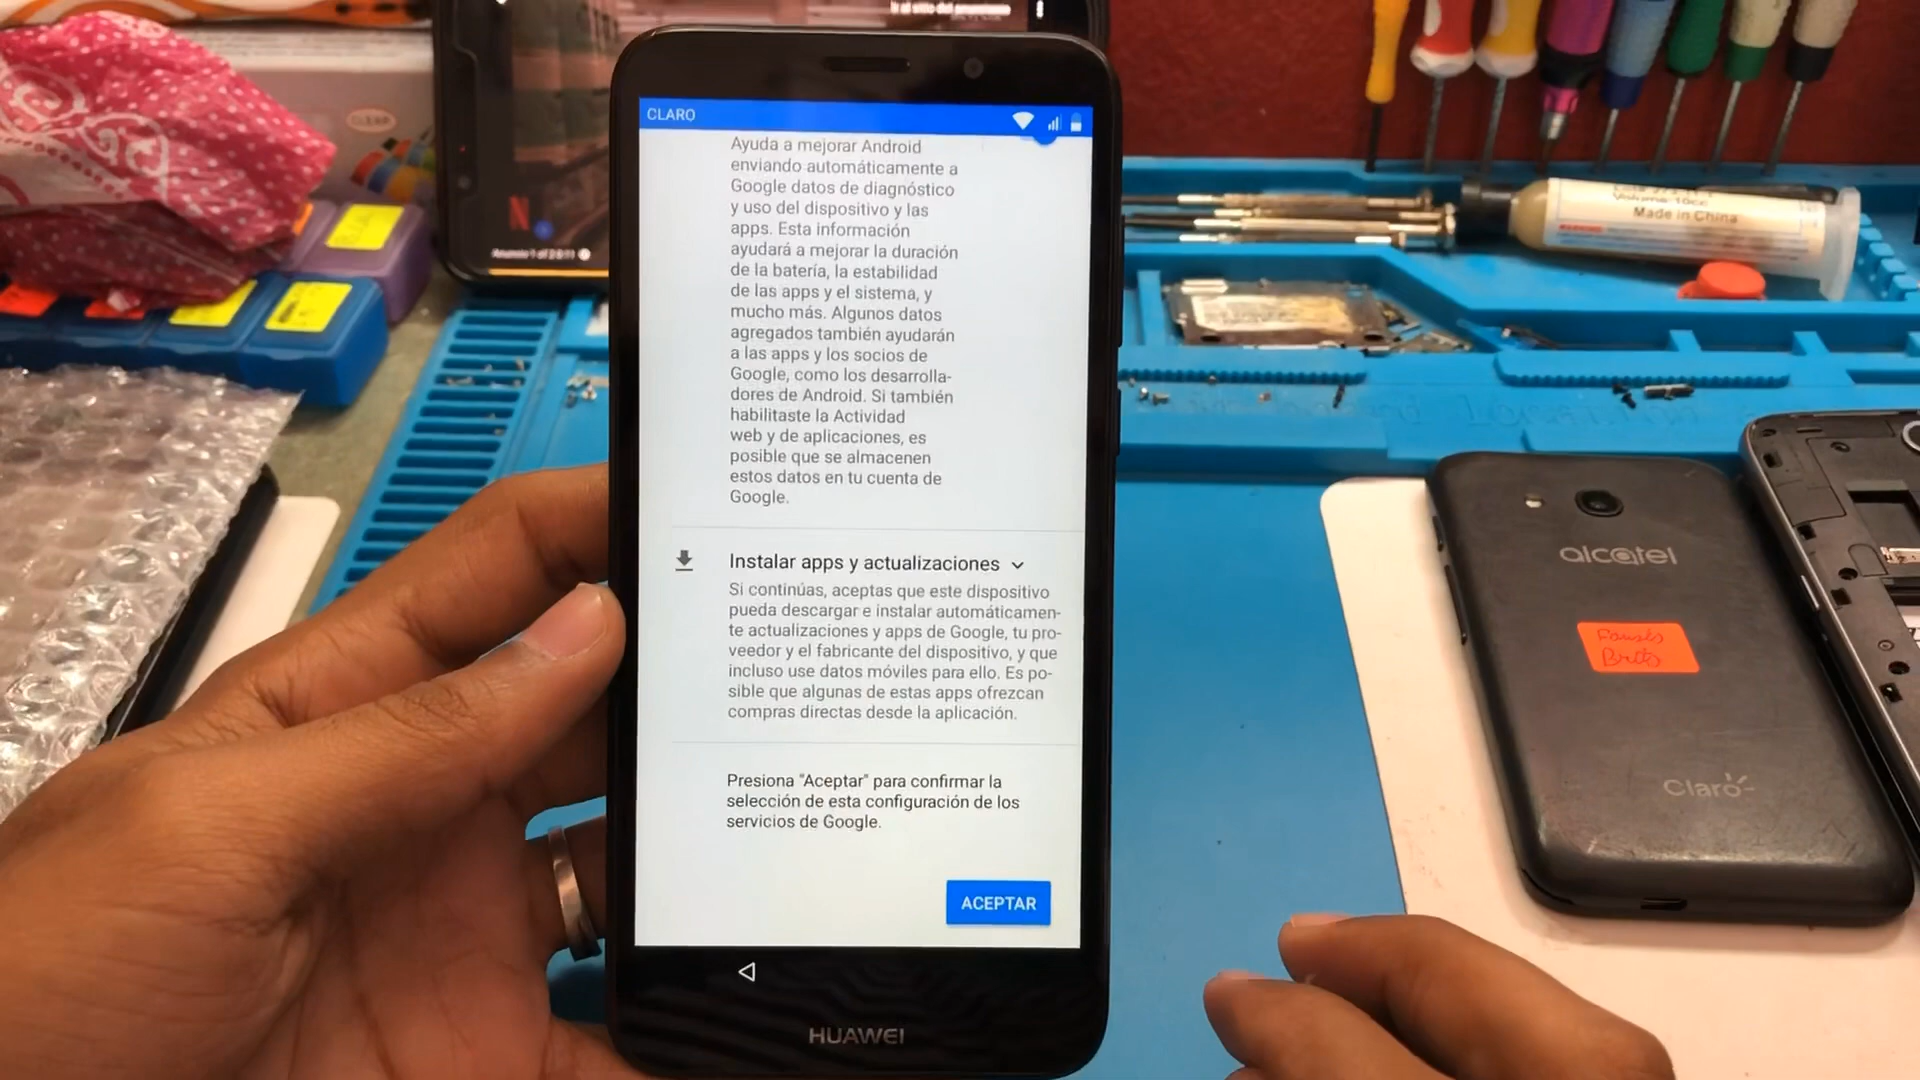 CLARO
Ayuda a mejorar Android
enviando automáticamente a
Google datos de diagnóstico
y uso del dispositivo y las
apps. Esta información
ayudará a mejorar la duración
de la batería, la estabilidad
de las apps y el sistema, y
mucho más. Algunos datos
agregados también ayudarán
a las apps y los socios de
Google, como los desarrolla-
dores de Android. Si también
habilitaste la Actividad
web y de aplicaciones, es
posible que se almacenen
estos datos en tu cuenta de
Google.
Instalar apps y actualizaciones
Si continúas, aceptas que este dispositivo
pueda descargar e instalar automáticamen-
te actualizaciones y apps de Google, tu pro-
veedor y el fabricante del dispositivo, y que
incluso use datos móviles para ello. Es po-
sible que algunas de estas apps ofrezcan
compras directas desde la aplicación.
Presiona "Aceptar" para confirmar la
selección de esta configuración de los
servicios de Google.
ACEPTAR
HUAWEI
Ir al sitio del anunciante
N
Volume:10cc
Made in China
alcatel
Claro